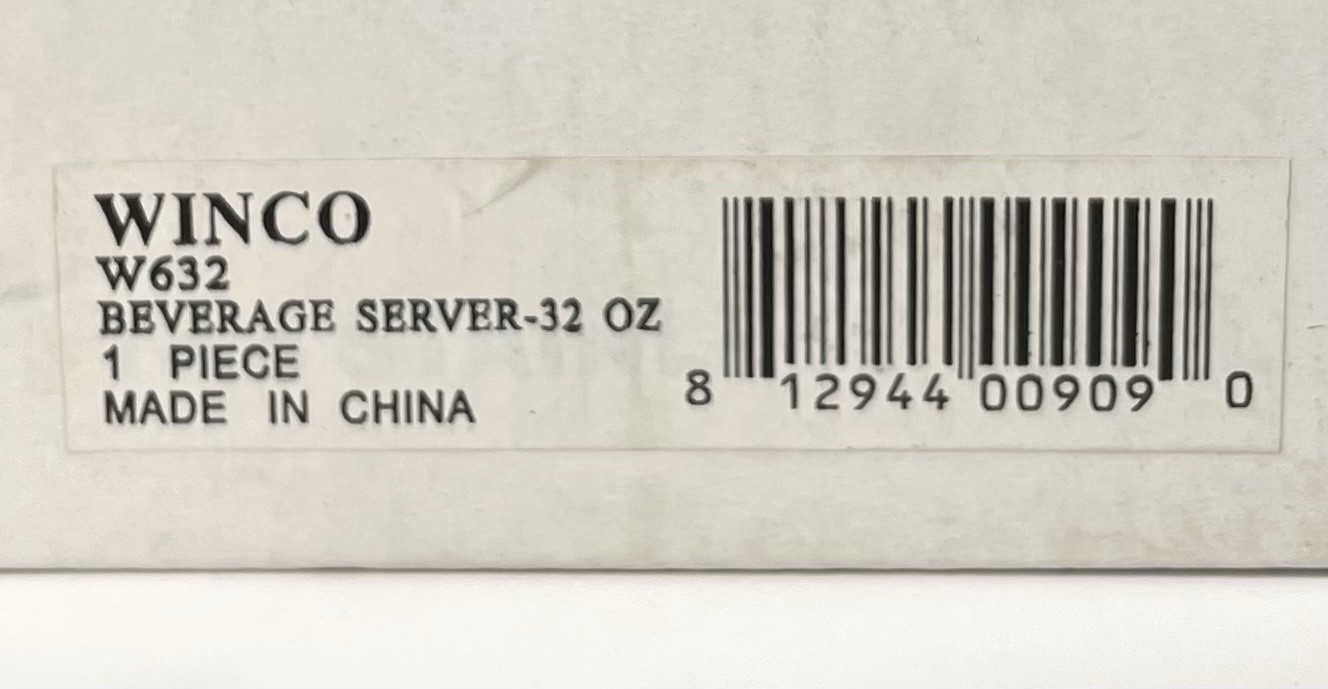 WINCO
W632
BEVERAGE SERVER-32 OZ
1 PIECE
MADE IN CHINA
8 12944 00909 0